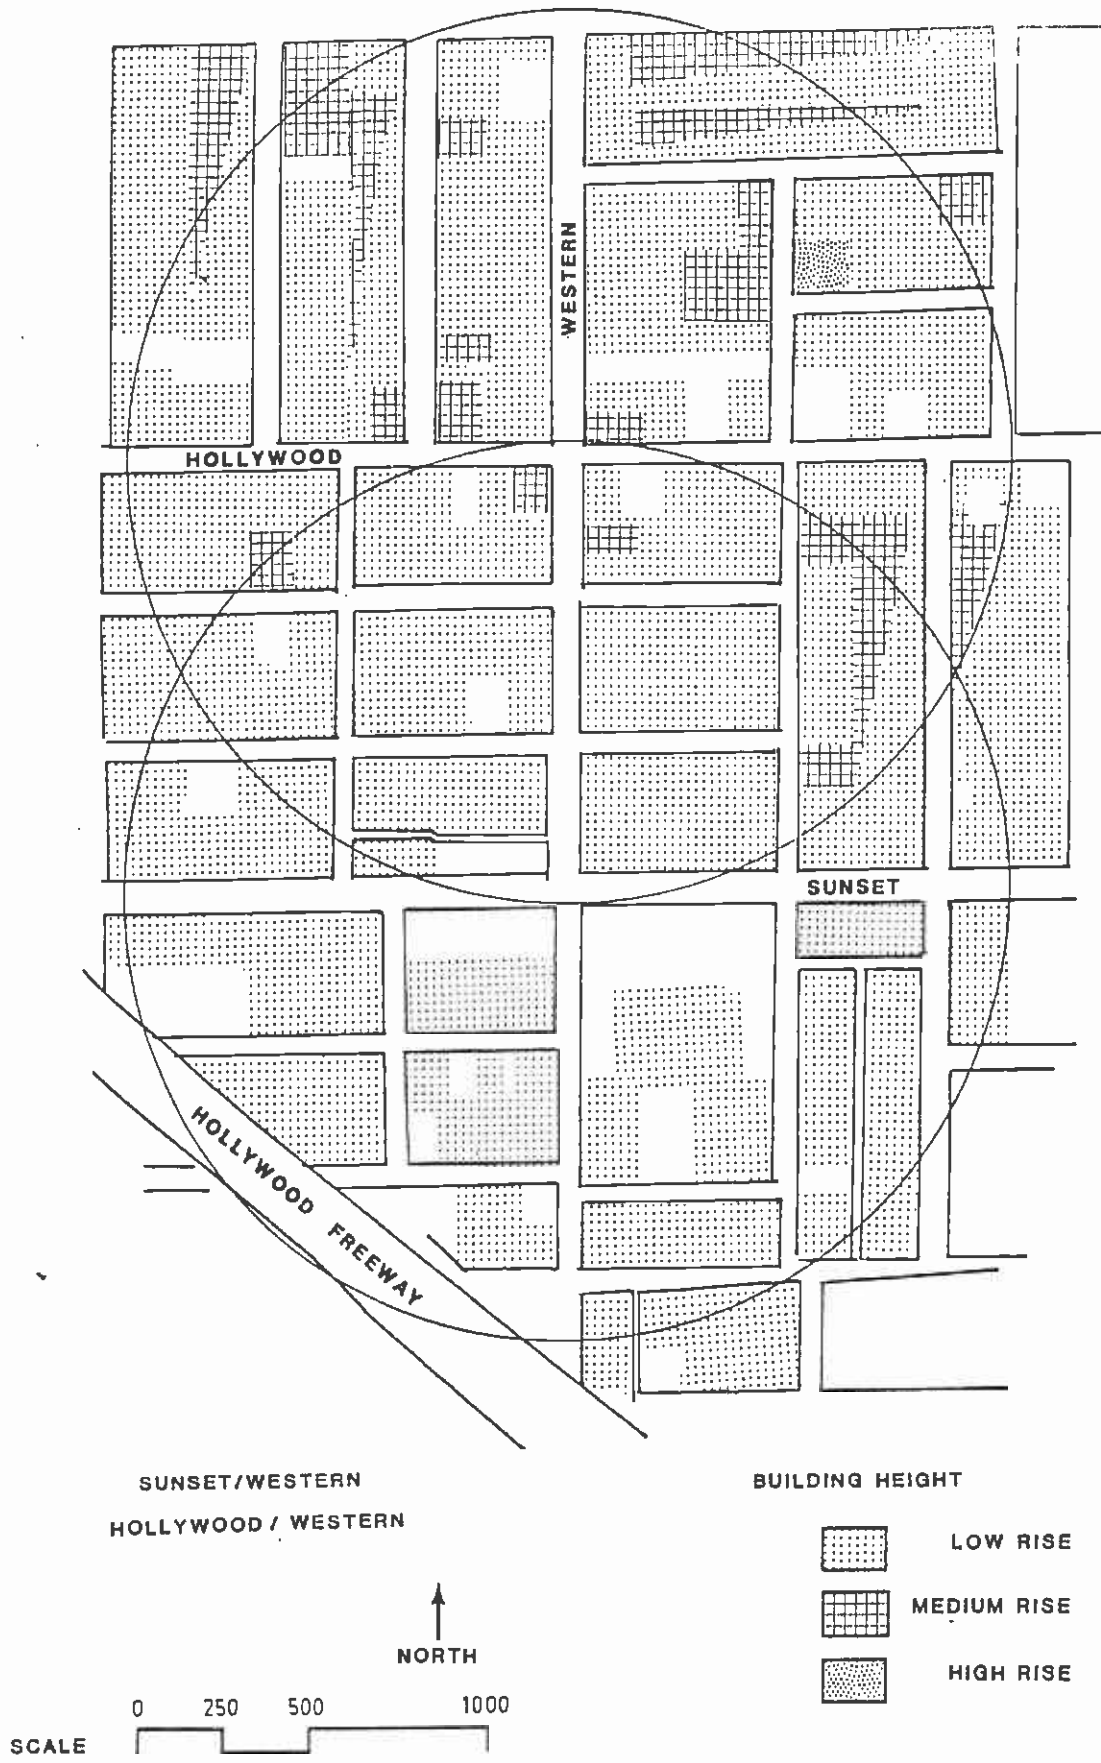 WESTERN
HOLLYWOOD
SUNSET
HOLLYWOOD FREEWAY
SUNSET/WESTERN
HOLLYWOOD / WESTERN
BUILDING HEIGHT
LOW RISE
MEDIUM RISE
HIGH RISE
NORTH
0 250 500 1000
SCALE